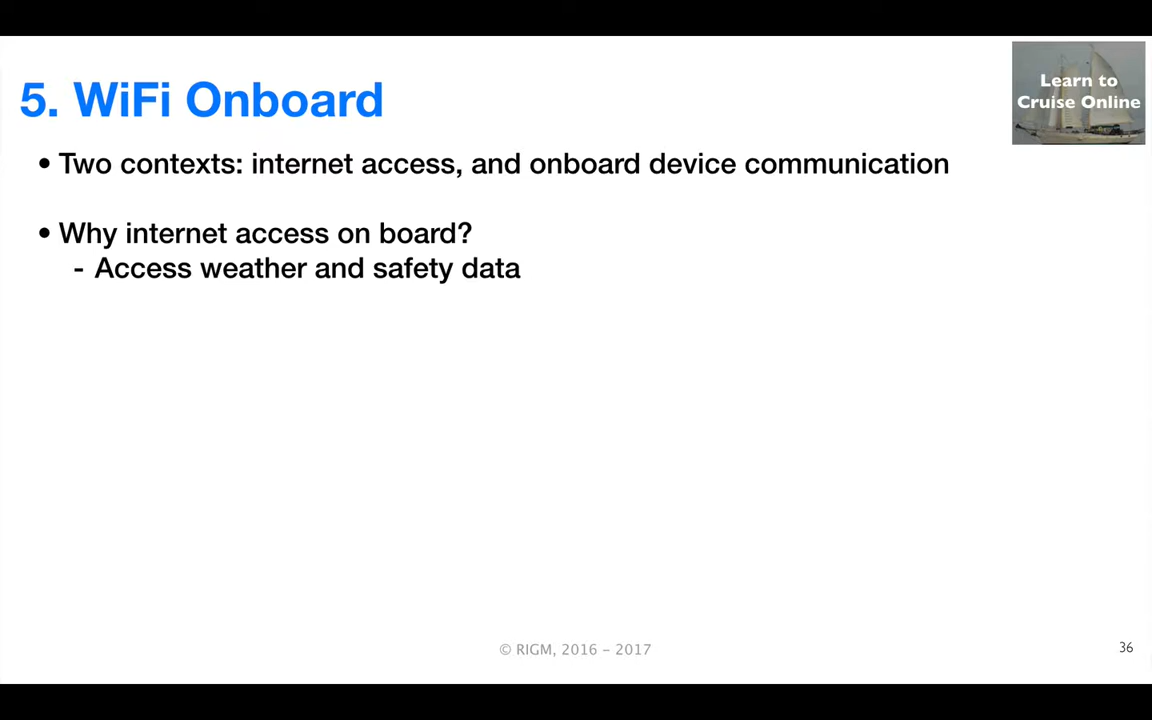 5. WiFi Onboard
Learn to
Cruise Online
• Two contexts: internet access, and onboard device communication
• Why internet access on board?
- Access weather and safety data
© RIGM, 2016 – 2017
36